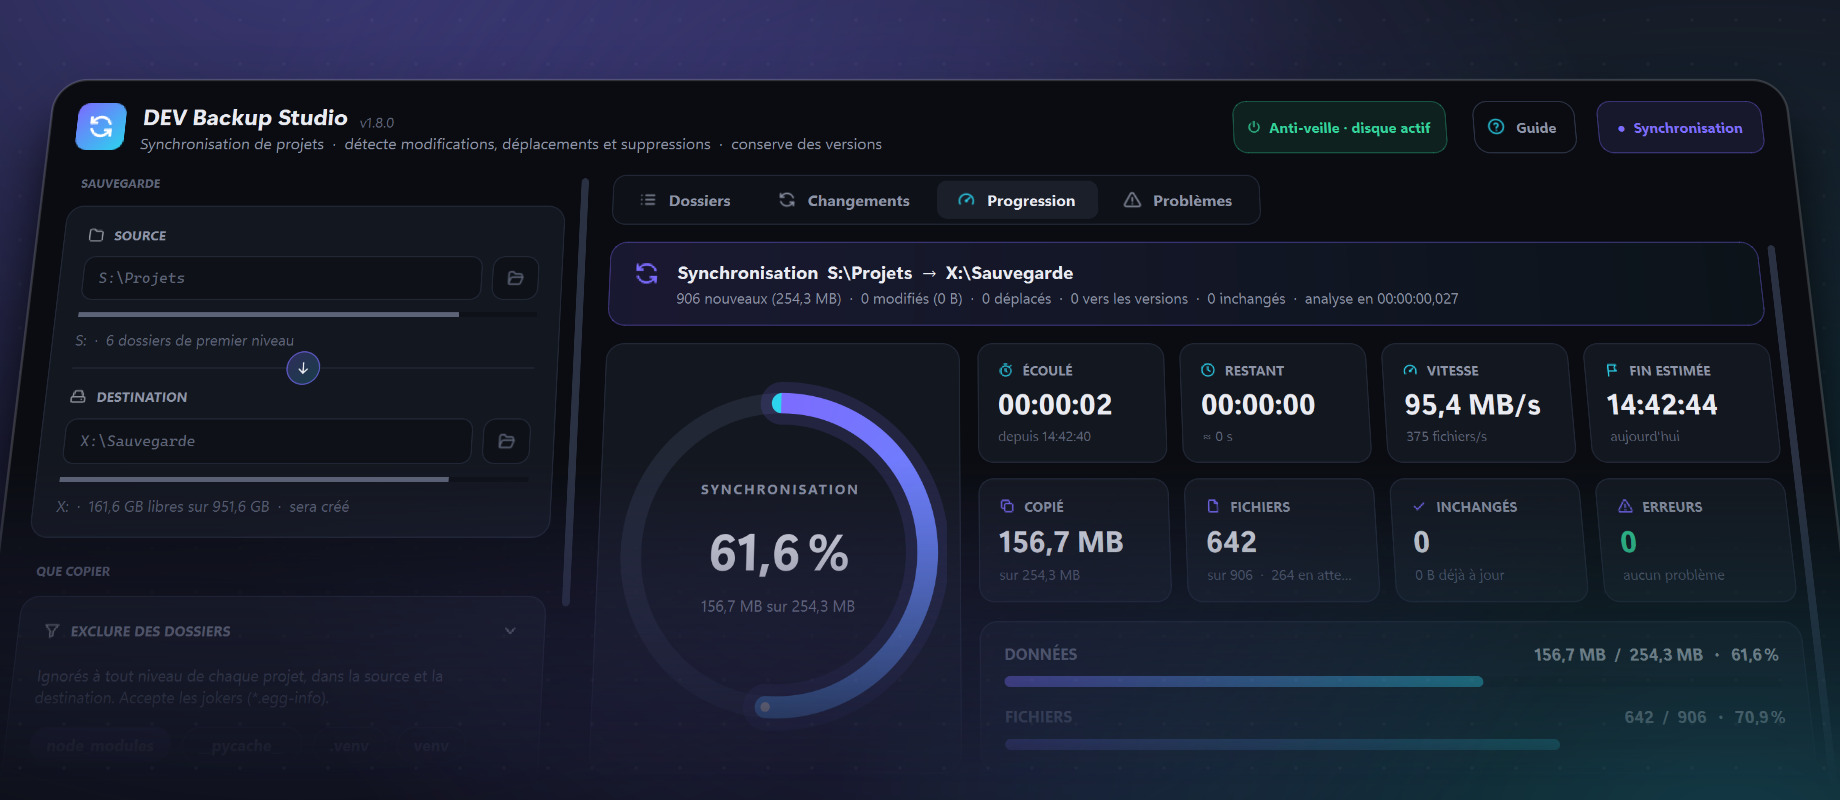 DEV Backup Studio v1.8.0
Synchronisation de projets · détecte modifications, déplacements et suppressions · conserve des versions
Anti-veille · disque actif
Guide
Synchronisation
SAUVEGARDE
SOURCE
S:\Projets
S: · 6 dossiers de premier niveau
DESTINATION
X:\Sauvegarde
X: · 161,6 GB libres sur 951,6 GB · sera créé
QUE COPIER
EXCLURE DES DOSSIERS
Ignorés à tout niveau de chaque projet, dans la source et la
destination. Accepte les jokers (*.egg-info).
node_modules __pycache__ .venv venv
Dossiers
Changements
Progression
Problèmes
Synchronisation S:\Projets → X:\Sauvegarde
906 nouveaux (254,3 MB) · 0 modifiés (0 B) · 0 déplacés · 0 vers les versions · 0 inchangés · analyse en 00:00:00,027
SYNCHRONISATION
61,6 %
156,7 MB sur 254,3 MB
ÉCOULÉ
00:00:02
depuis 14:42:40
RESTANT
00:00:00
≈ 0 s
VITESSE
95,4 MB/s
375 fichiers/s
FIN ESTIMÉE
14:42:44
aujourd'hui
COPIÉ
156,7 MB
sur 254,3 MB
FICHIERS
642
sur 906 · 264 en atte...
INCHANGÉS
0
0 B déjà à jour
ERREURS
0
aucun problème
DONNÉES
156,7 MB / 254,3 MB · 61,6 %
FICHIERS
642 / 906 · 70,9 %